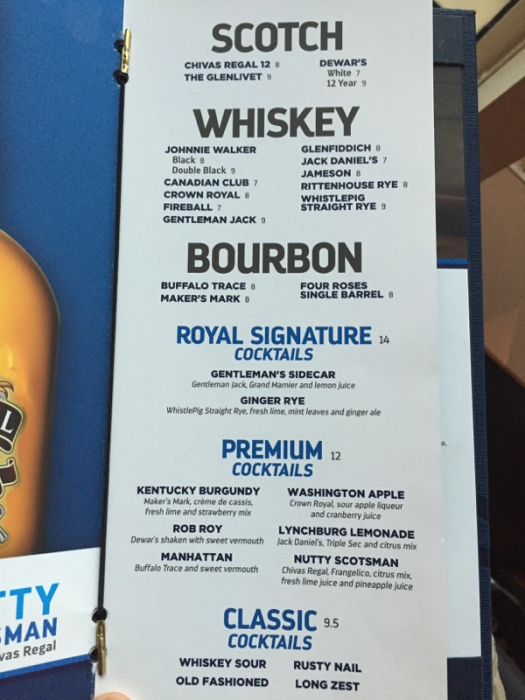 SCOTCH
CHIVAS REGAL 12 8
THE GLENLIVET 9
DEWAR'S
White 7
12 Year 9
WHISKEY
JOHNNIE WALKER
Black 8
Double Black 9
CANADIAN CLUB 7
CROWN ROYAL 8
FIREBALL 7
GENTLEMAN JACK 9
GLENFIDDICH 8
JACK DANIEL'S 7
JAMESON 8
RITTENHOUSE RYE 8
WHISTLEPIG
STRAIGHT RYE 9
BOURBON
BUFFALO TRACE 8
MAKER'S MARK 8
FOUR ROSES
SINGLE BARREL 8
ROYAL SIGNATURE 14
COCKTAILS
GENTLEMAN'S SIDECAR
Gentleman Jack, Grand Marnier and lemon juice
GINGER RYE
WhistlePig Straight Rye, fresh lime, mint leaves and ginger ale
PREMIUM 12
COCKTAILS
KENTUCKY BURGUNDY
Maker's Mark, crème de cassis,
fresh lime and strawberry mix
ROB ROY
Dewar's shaken with sweet vermouth
MANHATTAN
Buffalo Trace and sweet vermouth
WASHINGTON APPLE
Crown Royal, sour apple liqueur
and cranberry juice
LYNCHBURG LEMONADE
Jack Daniel's, Triple Sec and citrus mix
NUTTY SCOTSMAN
Chivas Regal, Frangelico, citrus mix,
fresh lime juice and pineapple juice
CLASSIC 9.5
COCKTAILS
WHISKEY SOUR
OLD FASHIONED
RUSTY NAIL
LONG ZEST
TTY
SMAN
vas Regal
L
e.